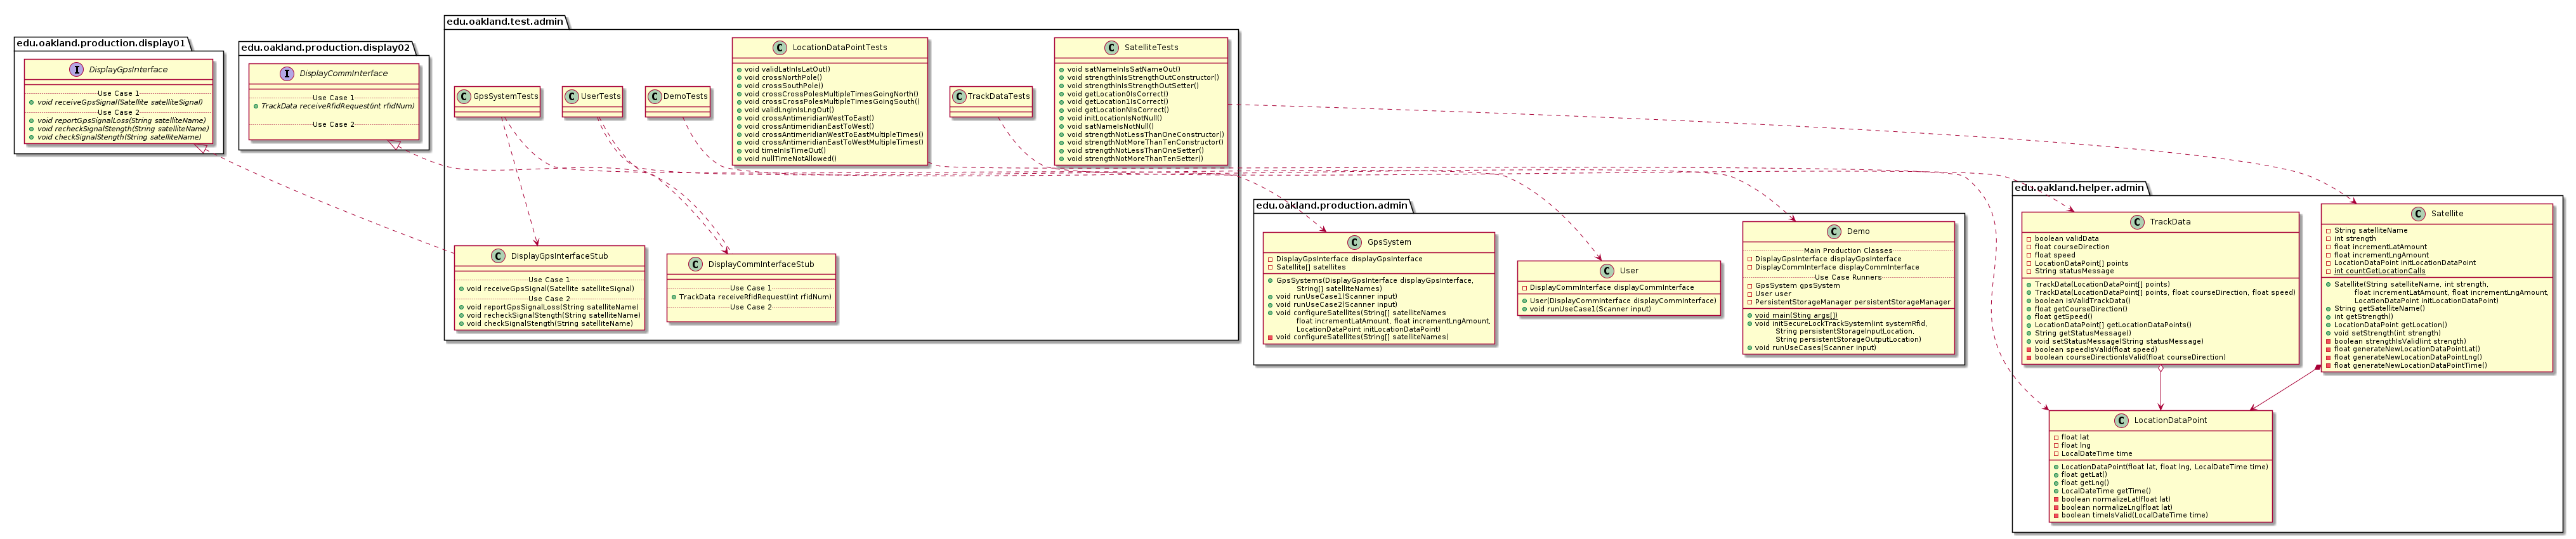 edu.oakland.production.display01
I DisplayGpsInterface
Use Case 1
void receiveGpsSignal(Satellite satelliteSignal)
Use Case 2
void reportGpsSignalLoss(String satelliteName)
void recheckSignalStength(String satelliteName)
void checkSignalStength(String satelliteName)
edu.oakland.production.display02
I DisplayCommInterface
Use Case 1
TrackData receiveRfidRequest(int rfidNum)
Use Case 2
edu.oakland.test.admin
C GpsSystemTests
C UserTests
C DemoTests
C LocationDataPointTests
void validLatInIsLatOut()
void crossNorthPole()
void crossSouthPole()
void crossCrossPolesMultipleTimesGoingNorth()
void crossCrossPolesMultipleTimesGoingSouth()
void validLngInIsLngOut()
void crossAntimeridianWestToEast()
void crossAntimeridianEastToWest()
void crossAntimeridianWestToEastMultipleTimes()
void crossAntimeridianEastToWestMultipleTimes()
void timeInIsTimeOut()
void nullTimeNotAllowed()
C TrackDataTests
C SatelliteTests
void satNameInIsSatNameOut()
void strengthInIsStrengthOutConstructor()
void strengthInIsStrengthOutSetter()
void getLocation0IsCorrect()
void getLocation1IsCorrect()
void getLocationNIsCorrect()
void initLocationIsNotNull()
void satNameIsNotNull()
void strengthNotLessThanOneConstructor()
void strengthNotMoreThanTenConstructor()
void strengthNotLessThanOneSetter()
void strengthNotMoreThanTenSetter()
C DisplayGpsInterfaceStub
Use Case 1
void receiveGpsSignal(Satellite satelliteSignal)
Use Case 2
void reportGpsSignalLoss(String satelliteName)
void recheckSignalStength(String satelliteName)
void checkSignalStength(String satelliteName)
C DisplayCommInterfaceStub
Use Case 1
TrackData receiveRfidRequest(int rfidNum)
Use Case 2
edu.oakland.production.admin
C GpsSystem
DisplayGpsInterface displayGpsInterface
Satellite[] satellites
GpsSystems(DisplayGpsInterface displayGpsInterface,
String[] satelliteNames)
void runUseCase1(Scanner input)
void runUseCase2(Scanner input)
void configureSatellites(String[] satelliteNames
float incrementLatAmount, float incrementLngAmount,
LocationDataPoint initLocationDataPoint)
void configureSatellites(String[] satelliteNames)
C User
DisplayCommInterface displayCommInterface
User(DisplayCommInterface displayCommInterface)
void runUseCase1(Scanner input)
C Demo
Main Production Classes
DisplayGpsInterface displayGpsInterface
DisplayCommInterface displayCommInterface
Use Case Runners
GpsSystem gpsSystem
User user
PersistentStorageManager persistentStorageManager
void main(Sting args[])
void initSecureLockTrackSystem(int systemRfid,
String persistentStorageInputLocation,
String persistentStorageOutputLocation)
void runUseCases(Scanner input)
edu.oakland.helper.admin
C TrackData
boolean validData
float courseDirection
float speed
LocationDataPoint[] points
String statusMessage
TrackData(LocationDataPoint[] points)
TrackData(LocationDataPoint[] points, float courseDirection, float speed)
boolean isValidTrackData()
float getCourseDirection()
float getSpeed()
LocationDataPoint[] getLocationDataPoints()
String getStatusMessage()
void setStatusMessage(String statusMessage)
boolean speedIsValid(float speed)
boolean courseDirectionIsValid(float courseDirection)
C Satellite
String satelliteName
int strength
float incrementLatAmount
float incrementLngAmount
LocationDataPoint initLocationDataPoint
int countGetLocationCalls
Satellite(String satelliteName, int strength,
float incrementLatAmount, float incrementLngAmount,
LocationDataPoint initLocationDataPoint)
String getSatelliteName()
int getStrength()
LocationDataPoint getLocation()
void setStrength(int strength)
boolean strengthIsValid(int strength)
float generateNewLocationDataPointLat()
float generateNewLocationDataPointLng()
float generateNewLocationDataPointTime()
C LocationDataPoint
float lat
float lng
LocalDateTime time
LocationDataPoint(float lat, float lng, LocalDateTime time)
float getLat()
float getLng()
LocalDateTime getTime()
boolean normalizeLat(float lat)
boolean normalizeLng(float lat)
boolean timeIsValid(LocalDateTime time)